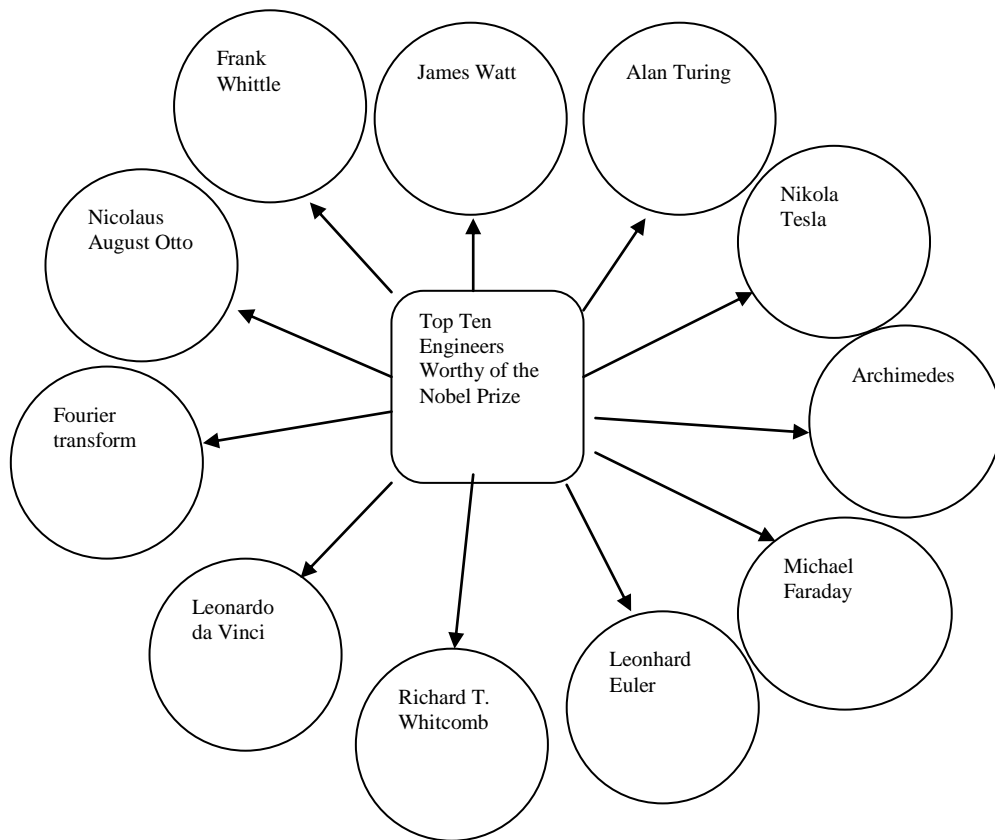 Frank
Whittle
James Watt
Alan Turing
Nikola
Tesla
Nicolaus
August Otto
Top Ten
Engineers
Worthy of the
Nobel Prize
Archimedes
Fourier
transform
Michael
Faraday
Leonardo
da Vinci
Leonhard
Euler
Richard T.
Whitcomb